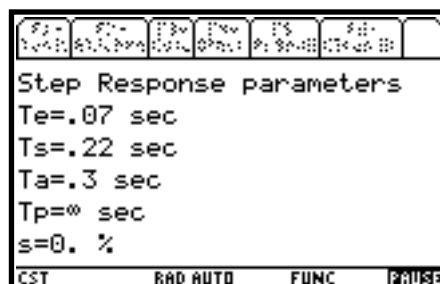 Step Response parameters
Te=.07 sec
Ts=.22 sec
Ta=.3 sec
Tp=∞ sec
s=0. %
CST RAD AUTO FUNC PAUSE